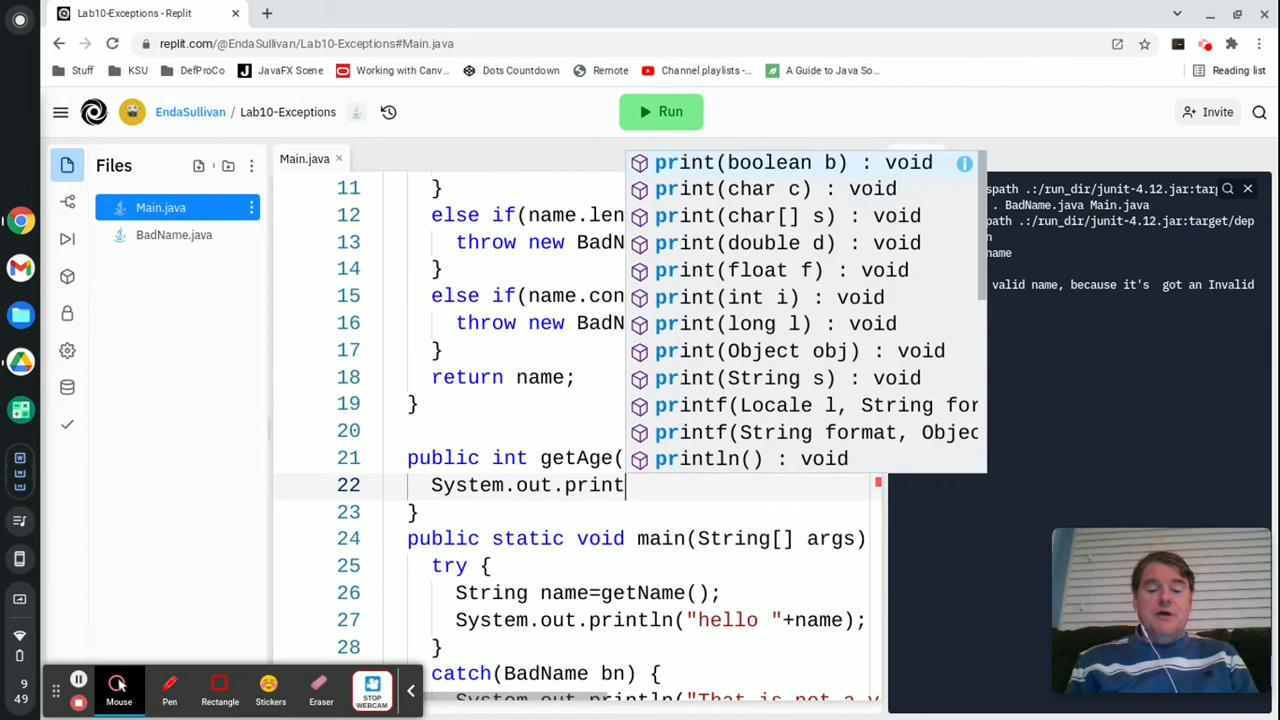 Lab10-Exceptions - Replit
replit.com/@EndaSullivan/Lab10-Exceptions#Main.java
Stuff
KSU
DefProCo
JavaFX Scene
Working with Canv...
Dots Countdown
Remote
Channel playlists -...
A Guide to Java So...
Reading list
EndaSullivan / Lab10-Exceptions
Run
Invite
Files
Main.java
BadName.java
Main.java
11 }
12 else if(name.len
13 throw new BadN
14 }
15 else if(name.con
16 throw new BadN
17 }
18 return name;
19 }
20
21 public int getAge(
22 System.out.print
23 }
24 public static void main(String[] args)
25 try {
26 String name=getName();
27 System.out.println("hello "+name);
28 }
catch(BadName bn) {
System.out.println("That is not a v
print(boolean b) : void
print(char c) : void
print(char[] s) : void
print(double d) : void
print(float f) : void
print(int i) : void
print(long l) : void
print(Object obj) : void
print(String s) : void
printf(Locale l, String for
printf(String format, Objec
println() : void
spath .:/run_dir/junit-4.12.jar:targ
. BadName.java Main.java
path .:/run_dir/junit-4.12.jar:target/dep
n
name
valid name, because it's got an Invalid
Mouse
Pen
Rectangle
Stickers
Eraser
STOP WEBCAM
9
49